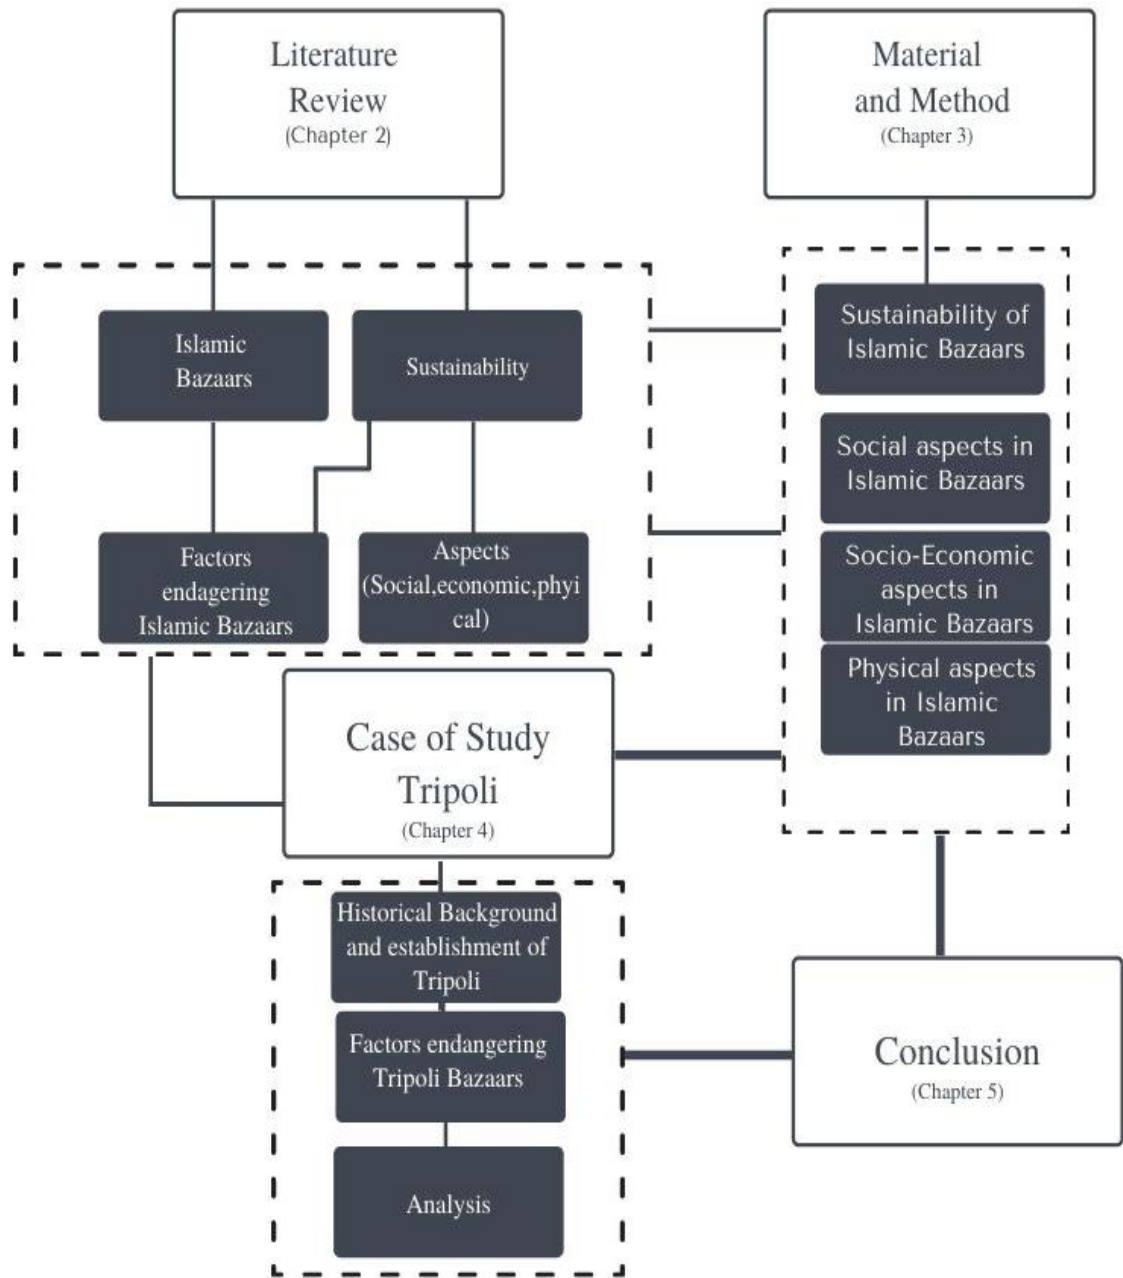 Literature
Review
(Chapter 2)
Material
and Method
(Chapter 3)
Islamic
Bazaars
Sustainability
Factors
endagering
Islamic Bazaars
Aspects
(Social,economic,phyi
cal)
Sustainability of
Islamic Bazaars
Social aspects in
Islamic Bazaars
Socio-Economic
aspects in
Islamic Bazaars
Physical aspects
in Islamic
Bazaars
Case of Study
Tripoli
(Chapter 4)
Historical Background
and establishment of
Tripoli
Factors endangering
Tripoli Bazaars
Analysis
Conclusion
(Chapter 5)